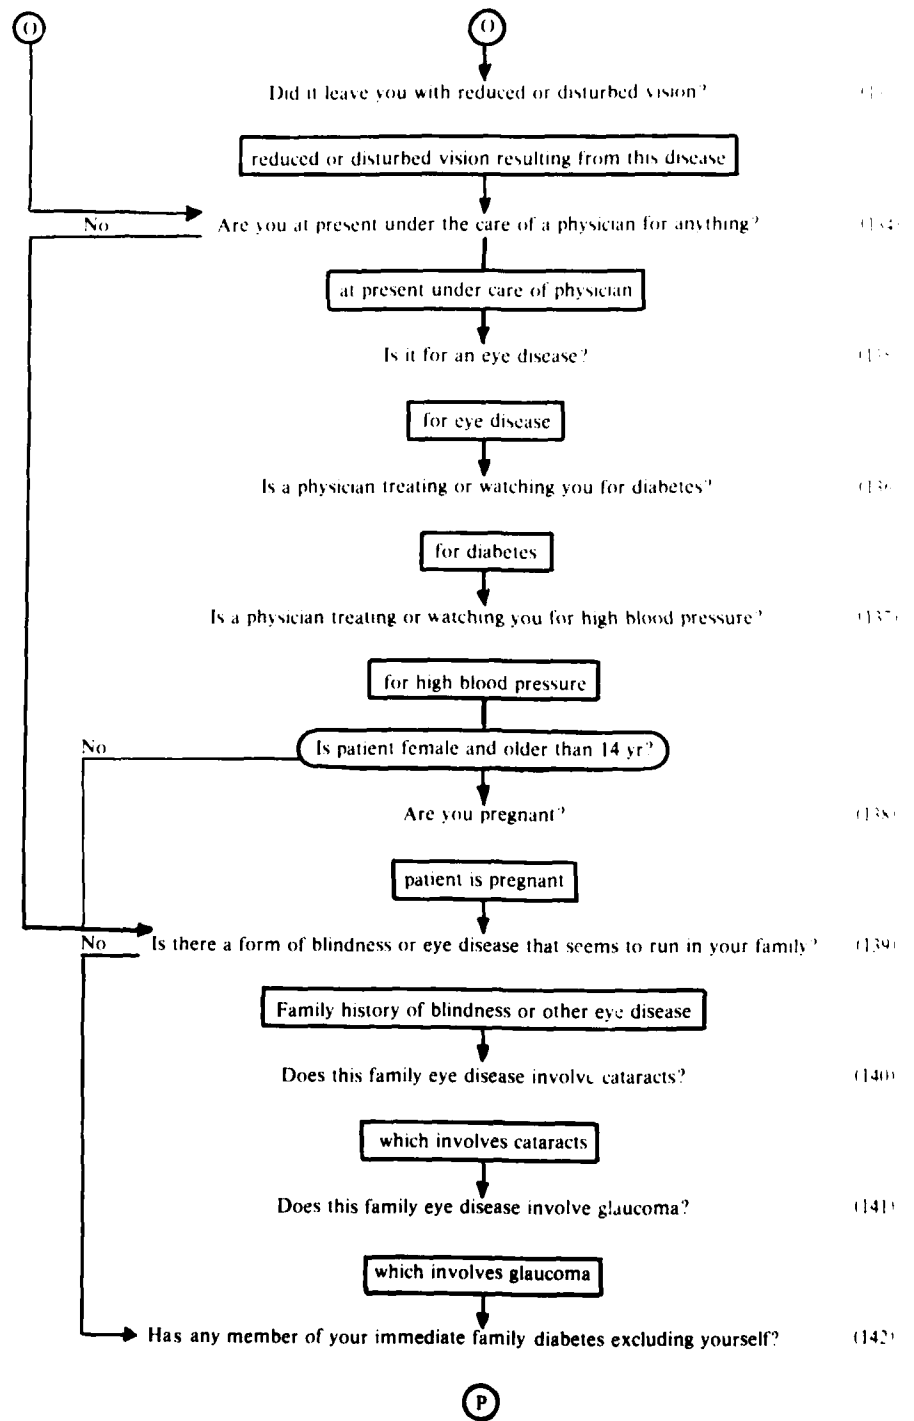 O O
Did it leave you with reduced or disturbed vision?
reduced or disturbed vision resulting from this disease
No Are you at present under the care of a physician for anything? (134)
at present under care of physician
Is it for an eye disease?
for eye disease
Is a physician treating or watching you for diabetes? (136
for diabetes
Is a physician treating or watching you for high blood pressure? (137)
for high blood pressure
No Is patient female and older than 14 yr?
Are you pregnant? (138)
patient is pregnant
No Is there a form of blindness or eye disease that seems to run in your family? (139)
Family history of blindness or other eye disease
Does this family eye disease involve cataracts? (140)
which involves cataracts
Does this family eye disease involve glaucoma? (141)
which involves glaucoma
Has any member of your immediate family diabetes excluding yourself? (142)
P